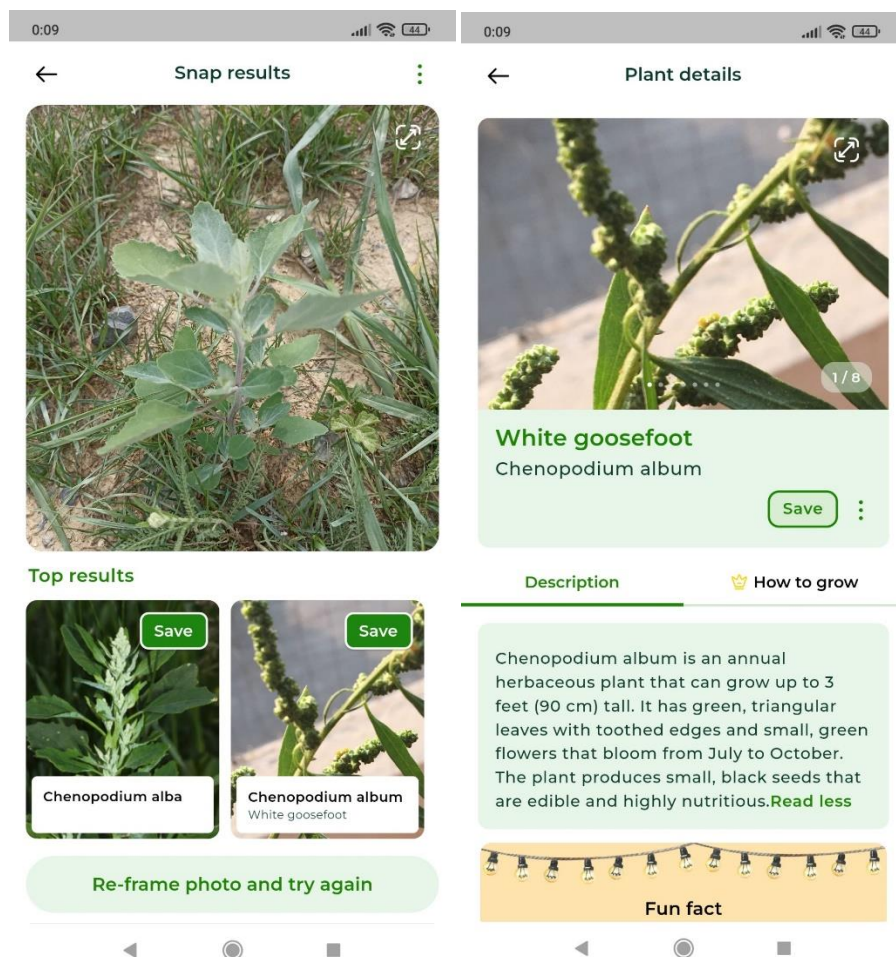 0:09
44
Snap results
Top results
Save
Save
Chenopodium alba
Chenopodium album
White goosefoot
Re-frame photo and try again
0:09
44
Plant details
1 / 8
White goosefoot
Chenopodium album
Save
Description
How to grow
Chenopodium album is an annual
herbaceous plant that can grow up to 3
feet (90 cm) tall. It has green, triangular
leaves with toothed edges and small, green
flowers that bloom from July to October.
The plant produces small, black seeds that
are edible and highly nutritious.Read less
Fun fact